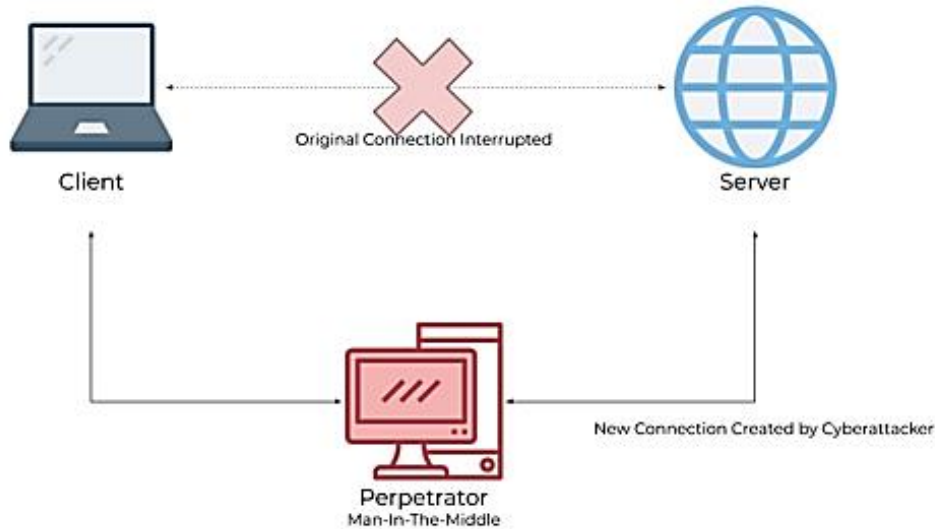 Original Connection Interrupted
Client
Server
New Connection Created by Cyberattacker
Perpetrator
Man-In-The-Middle